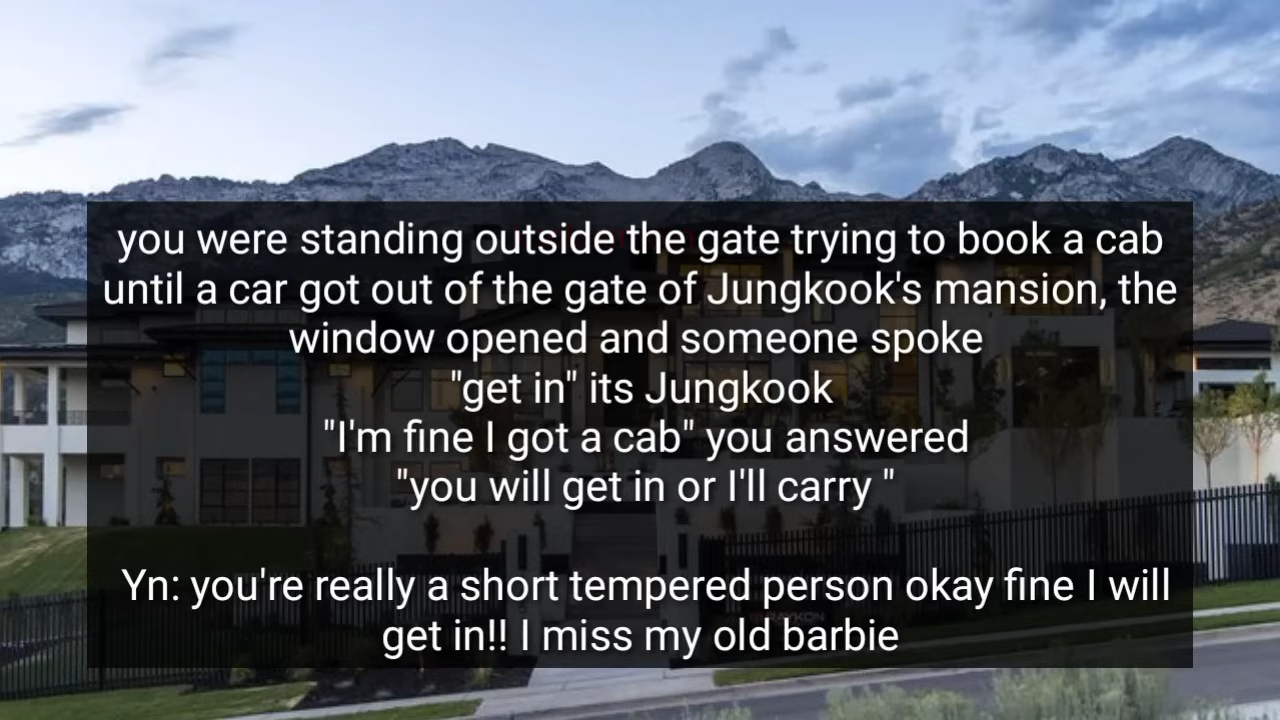 you were standing outside the gate trying to book a cab
until a car got out of the gate of Jungkook's mansion, the
window opened and someone spoke
"get in" its Jungkook
"I'm fine I got a cab" you answered
"you will get in or I'll carry "
Yn: you're really a short tempered person okay fine I will
get in!! I miss my old barbie